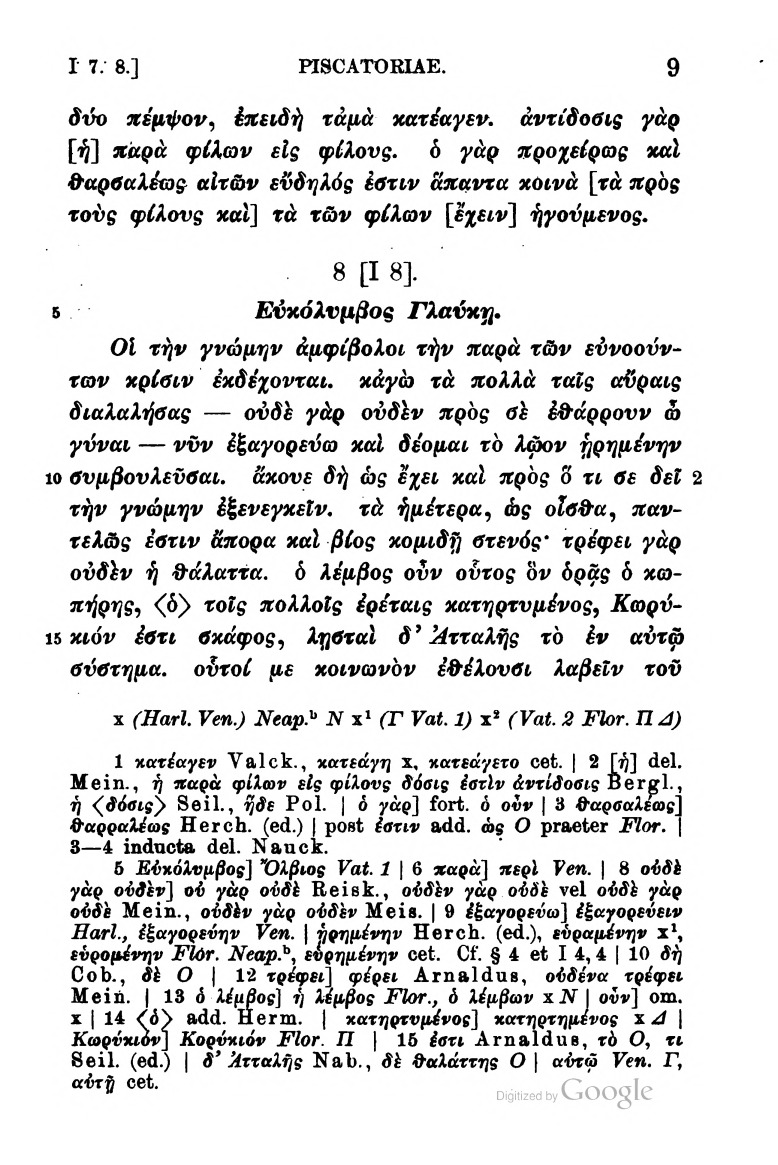 I 7. 8.] PISCATORIAE. 9
δύο πέμψον, ἐπειδὴ τἀμὰ κατέαγεν. ἀντίδοσις γὰρ
[ἡ] παρὰ φίλων εἰς φίλους. ὁ γὰρ προχείρως καὶ
θαρσαλέως αἰτῶν εὔδηλός ἐστιν ἅπαντα κοινὰ [τὰ πρὸς
τοὺς φίλους καὶ] τὰ τῶν φίλων [ἔχειν] ἡγούμενος.
8 [I 8].
5 Εὐκόλυμβος Γλαύκῃ.
Οἱ τὴν γνώμην ἀμφίβολοι τὴν παρὰ τῶν εὐνοούν-
των κρίσιν ἐκδέχονται. κἀγὼ τὰ πολλὰ ταῖς αὔραις
διαλαλήσας — οὐδὲ γὰρ οὐδὲν πρὸς σὲ ἐθάρρουν ὦ
γύναι — νῦν ἐξαγορεύω καὶ δέομαι τὸ λῷον ᾑρημένην
10 συμβουλεῦσαι. ἄκουε δὴ ὡς ἔχει καὶ πρὸς ὅ τι σε δεῖ 2
τὴν γνώμην ἐξενεγκεῖν. τὰ ἡμέτερα, ὡς οἶσθα, παν-
τελῶς ἐστιν ἄπορα καὶ βίος κομιδῇ στενός· τρέφει γὰρ
οὐδὲν ἡ θάλαττα. ὁ λέμβος οὖν οὗτος ὃν ὁρᾷς ὁ κω-
πήρης, ⟨ὁ⟩ τοῖς πολλοῖς ἐρέταις κατηρτυμένος, Κωρύ-
15 κιόν ἐστι σκάφος, λῃσταὶ δ᾽ Ἀτταλῆς τὸ ἐν αὐτῷ
σύστημα. οὗτοί με κοινωνὸν ἐθέλουσι λαβεῖν τοῦ
x (Harl. Ven.) Neap.ᵇ N x¹ (Γ Vat. 1) x² (Vat. 2 Flor. Π Δ)
1 κατέαγεν Valck., κατεάγη x, κατεάγετο cet. | 2 [ἡ] del.
Mein., ἡ παρὰ φίλων εἰς φίλους δόσις ἐστὶν ἀντίδοσις Bergl.,
ἡ ⟨δόσις⟩ Seil., ἥδε Pol. | ὁ γὰρ] fort. ὁ οὖν | 3 θαρσαλέως]
θαρραλέως Herch. (ed.) | post ἐστιν add. ὡς O praeter Flor. |
3—4 inducta del. Nauck.
5 Εὐκόλυμβος] Ὄλβιος Vat. 1 | 6 παρὰ] περὶ Ven. | 8 οὐδὲ
γὰρ οὐδὲν] οὐ γὰρ οὐδὲ Reisk., οὐδὲν γὰρ οὐδὲ vel οὐδὲ γὰρ
οὐδὲ Mein., οὐδὲν γὰρ οὐδὲν Meis. | 9 ἐξαγορεύω] ἐξαγορεύειν
Harl., ἐξαγορεύην Ven. | ᾑρημένην Herch. (ed.), εὑραμένην x¹,
εὑρομένην Flor. Neap.ᵇ, εὑρημένην cet. Cf. § 4 et I 4, 4 | 10 δὴ
Cob., δὲ O | 12 τρέφει] φέρει Arnaldus, οὐδένα τρέφει
Mein. | 13 ὁ λέμβος] ἡ λέμβος Flor., ὁ λέμβων x N | οὖν] om.
x | 14 ⟨ὁ⟩ add. Herm. | κατηρτυμένος] κατηρτημένος x Δ |
Κωρύκιόν] Κορύκιόν Flor. Π | 15 ἐστι Arnaldus, τὸ O, τι
Seil. (ed.) | δ᾽ Ἀτταλῆς Nab., δὲ θαλάττης O | αὐτῷ Ven. Γ,
αὐτῇ cet.
Digitized by Google